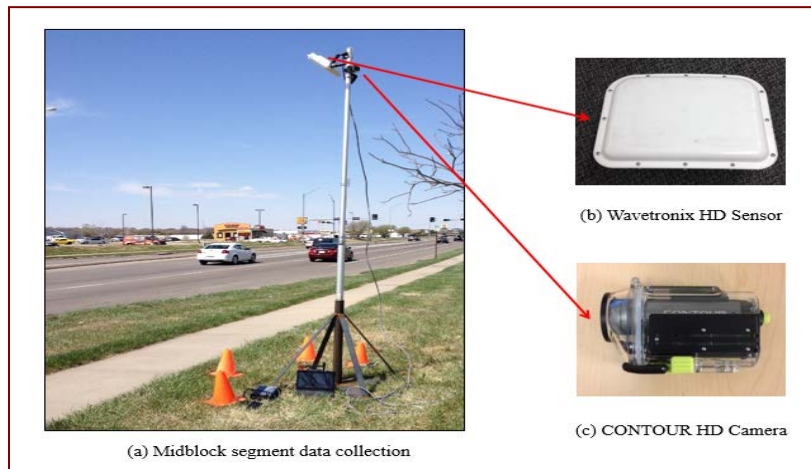 (a) Midblock segment data collection
(b) Wavetronix HD Sensor
CONTOUR
(c) CONTOUR HD Camera